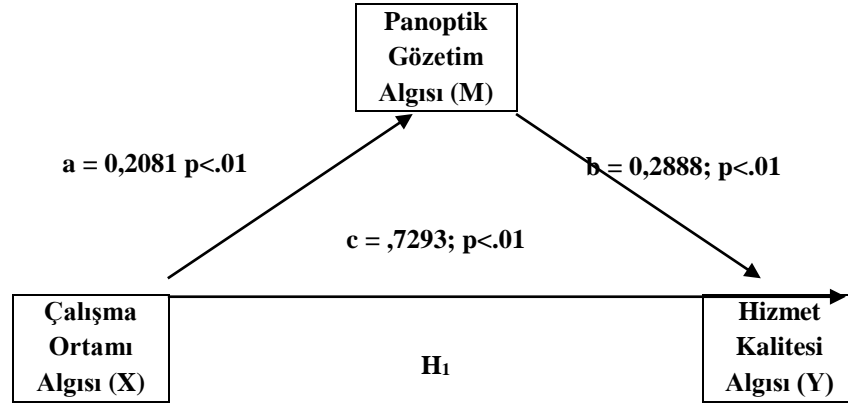 Panoptik
Gözetim
Algısı (M)
a = 0,2081 p<.01
b = 0,2888; p<.01
c = ,7293; p<.01
Çalışma
Ortamı
Algısı (X)
H₁
Hizmet
Kalitesi
Algısı (Y)